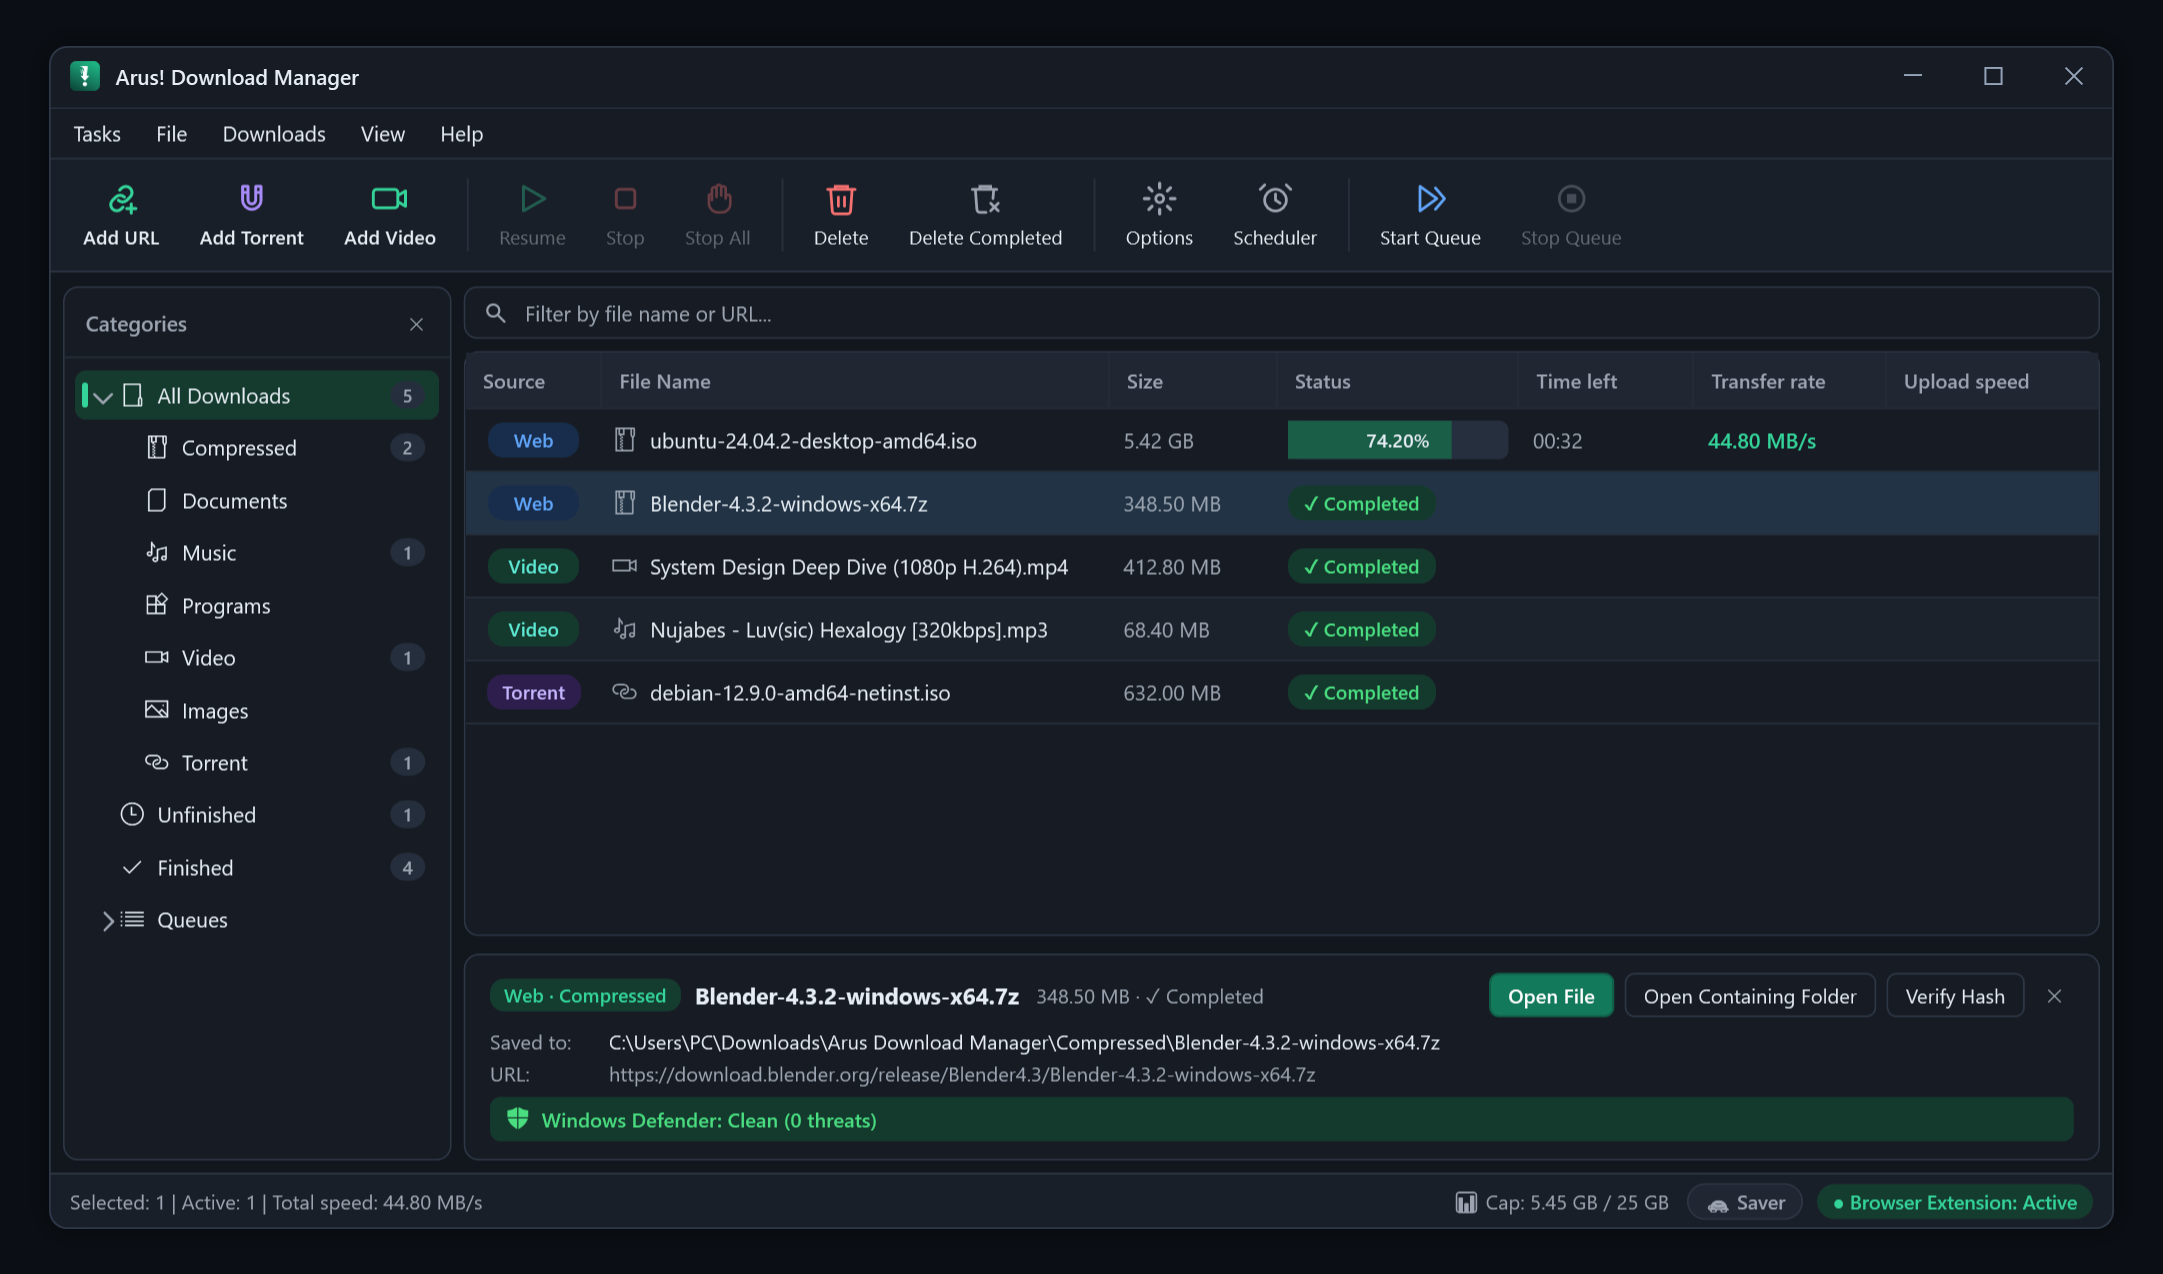 Arus! Download Manager
Tasks File Downloads View Help
Add URL Add Torrent Add Video Resume Stop Stop All Delete Delete Completed Options Scheduler Start Queue Stop Queue
Categories
All Downloads 5
Compressed 2
Documents
Music 1
Programs
Video 1
Images
Torrent 1
Unfinished 1
Finished 4
Queues
Filter by file name or URL...
Source File Name Size Status Time left Transfer rate Upload speed
Web ubuntu-24.04.2-desktop-amd64.iso 5.42 GB 74.20% 00:32 44.80 MB/s
Web Blender-4.3.2-windows-x64.7z 348.50 MB ✓ Completed
Video System Design Deep Dive (1080p H.264).mp4 412.80 MB ✓ Completed
Video Nujabes - Luv(sic) Hexalogy [320kbps].mp3 68.40 MB ✓ Completed
Torrent debian-12.9.0-amd64-netinst.iso 632.00 MB ✓ Completed
Web · Compressed Blender-4.3.2-windows-x64.7z 348.50 MB · ✓ Completed Open File Open Containing Folder Verify Hash
Saved to: C:\Users\PC\Downloads\Arus Download Manager\Compressed\Blender-4.3.2-windows-x64.7z
URL: https://download.blender.org/release/Blender4.3/Blender-4.3.2-windows-x64.7z
Windows Defender: Clean (0 threats)
Selected: 1 | Active: 1 | Total speed: 44.80 MB/s Cap: 5.45 GB / 25 GB Saver ● Browser Extension: Active